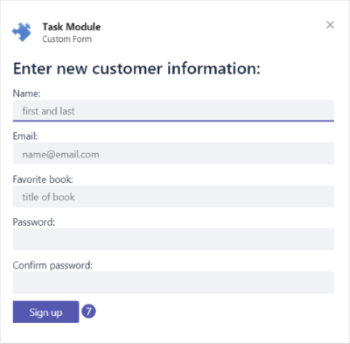 Task Module
Custom Form
Enter new customer information:
Name:
first and last
Email:
name@email.com
Favorite book:
title of book
Password:
Confirm password:
Sign up 7